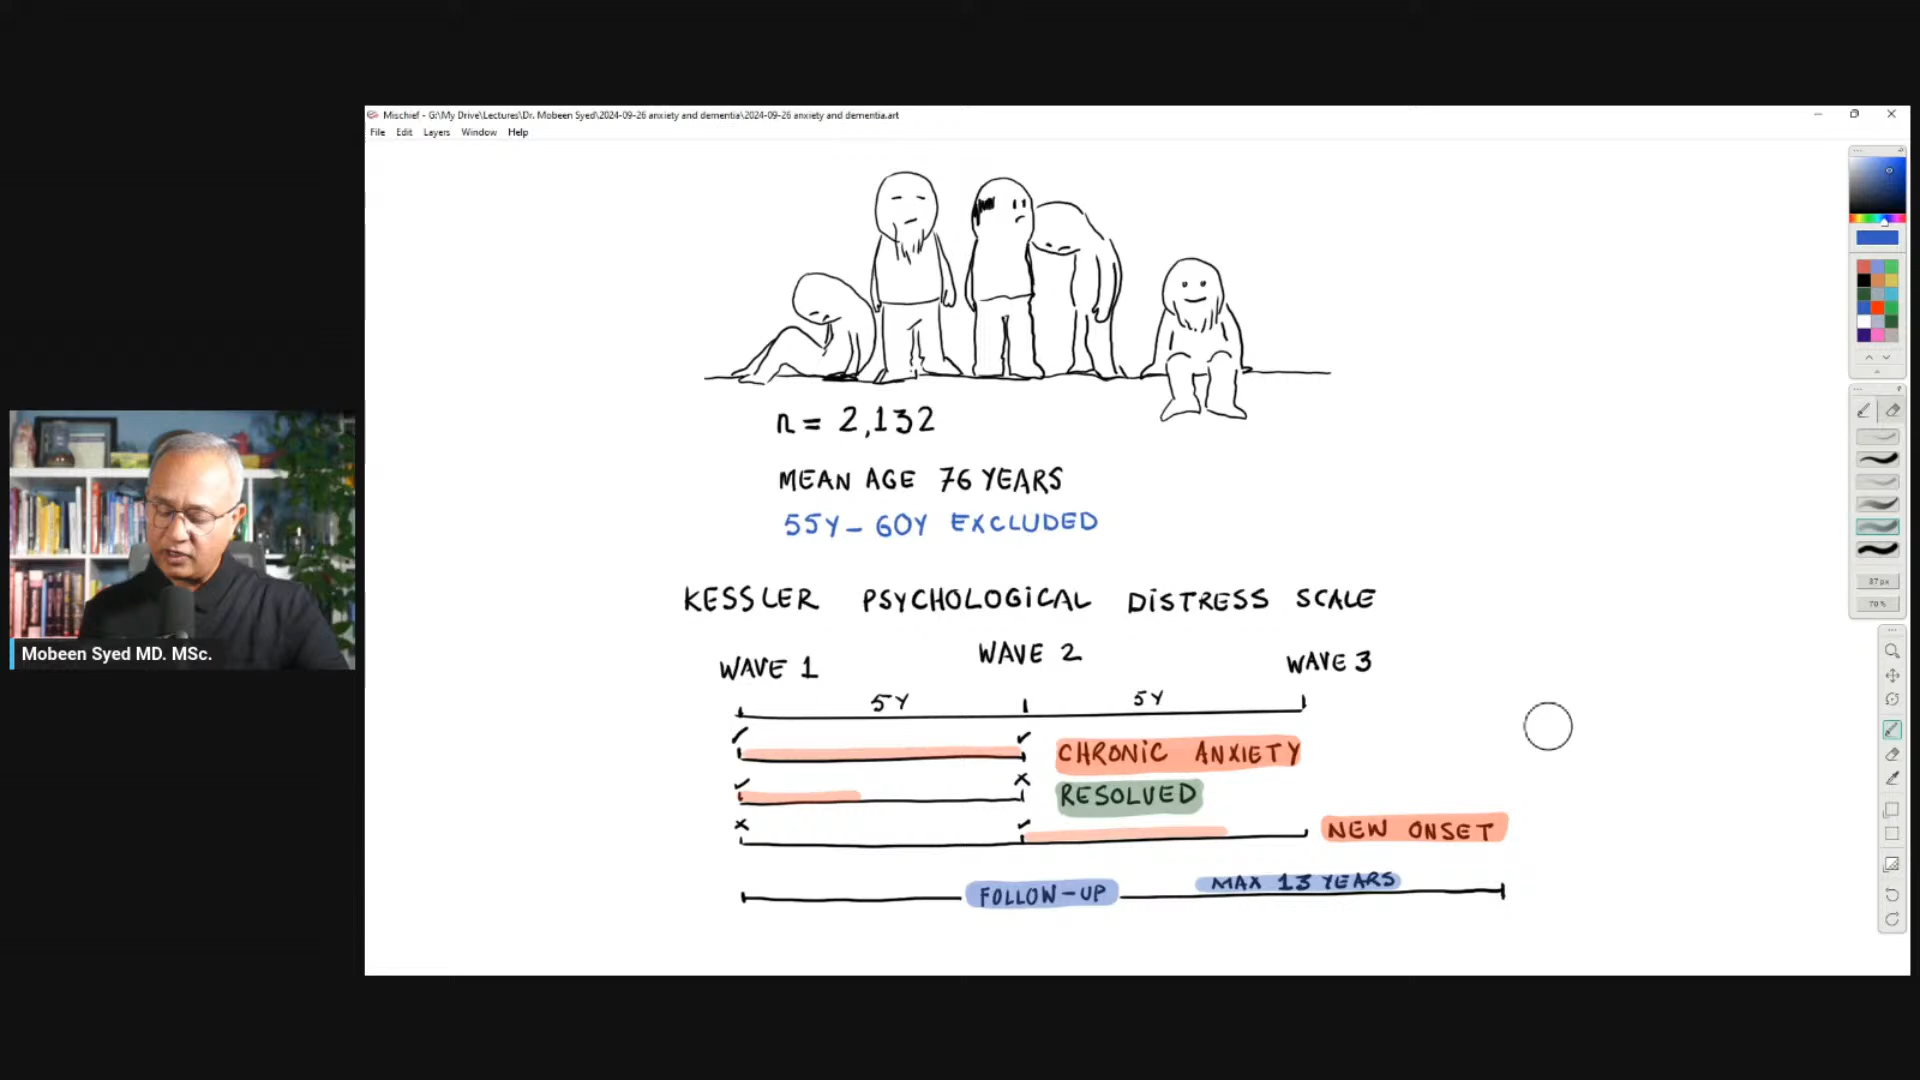 Mischief - G:\My Drive\Lectures\Dr. Mobeen Syed\2024-09-26 anxiety and dementia\2024-09-26 anxiety and dementia.art
File Edit Layers Window Help
n = 2,132
MEAN AGE 76 YEARS
55Y - 60Y EXCLUDED
KESSLER PSYCHOLOGICAL DISTRESS SCALE
WAVE 1 WAVE 2 WAVE 3
5Y 5Y
CHRONIC ANXIETY
RESOLVED
NEW ONSET
FOLLOW-UP MAX 13 YEARS
Mobeen Syed MD. MSc.
37 px
70 %